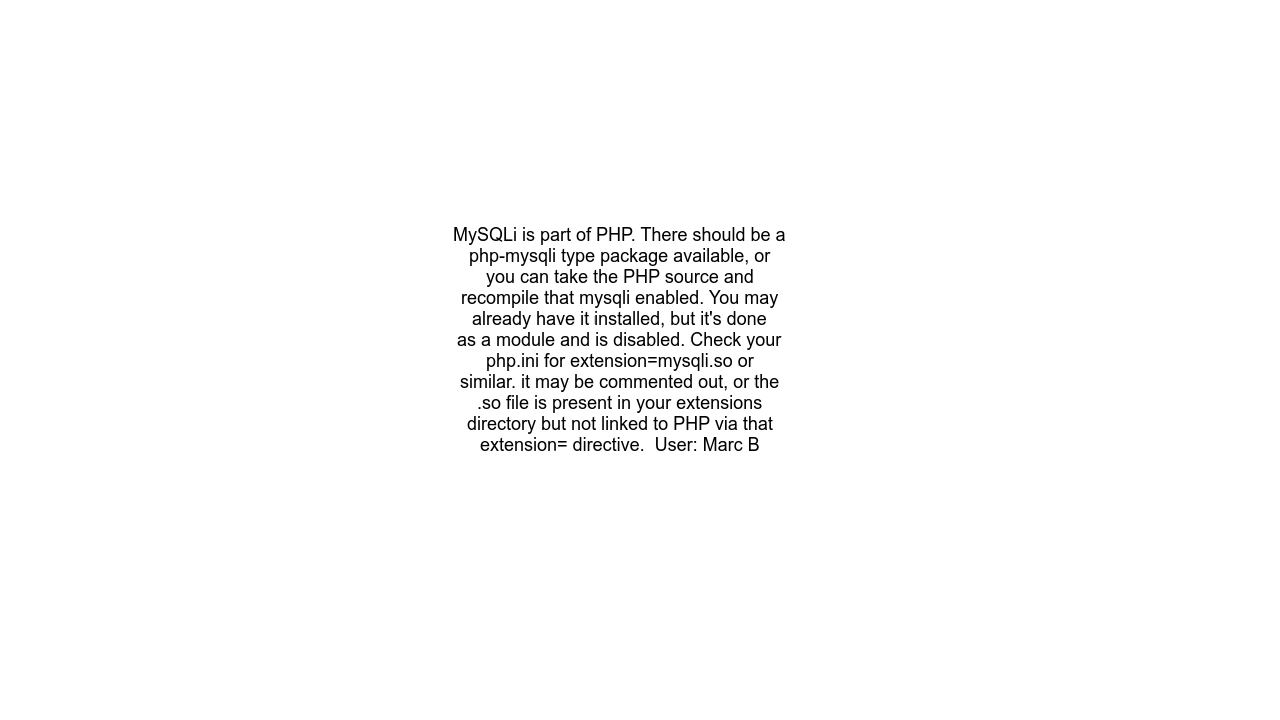 MySQLi is part of PHP. There should be a
php-mysqli type package available, or
you can take the PHP source and
recompile that mysqli enabled. You may
already have it installed, but it's done
as a module and is disabled. Check your
php.ini for extension=mysqli.so or
similar. it may be commented out, or the
.so file is present in your extensions
directory but not linked to PHP via that
extension= directive.  User: Marc B